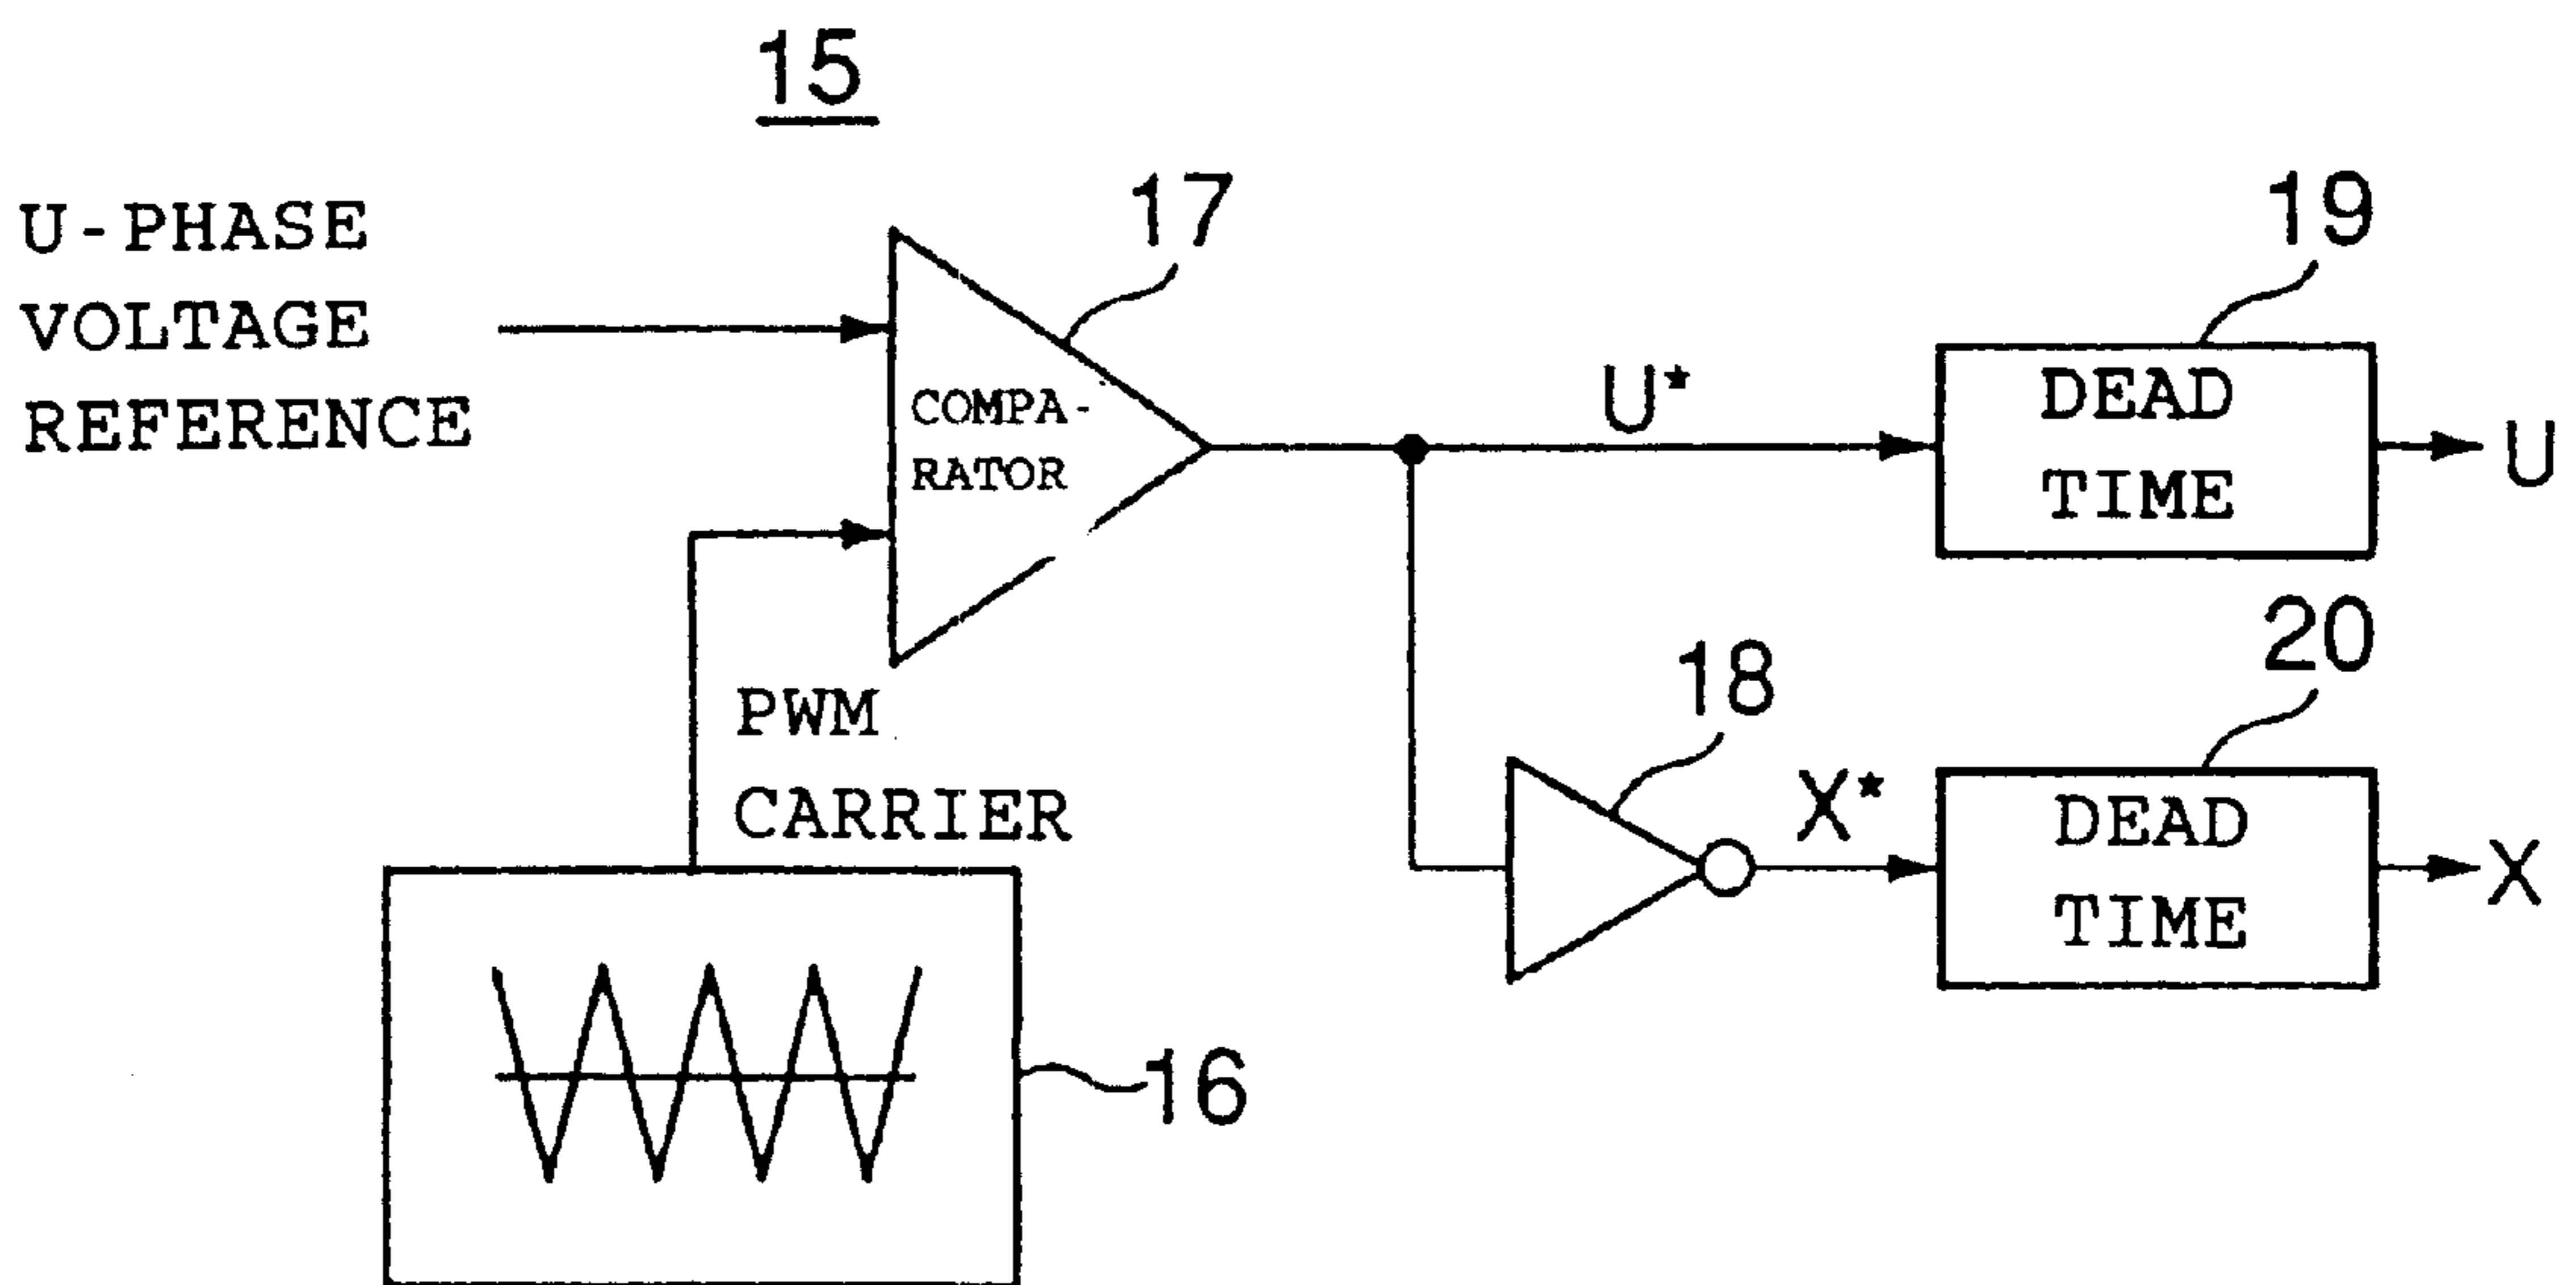 15
U-PHASE
VOLTAGE
REFERENCE
17
COMPA-
RATOR
U*
19
DEAD
TIME
U
PWM
CARRIER
16
18
X*
20
DEAD
TIME
X